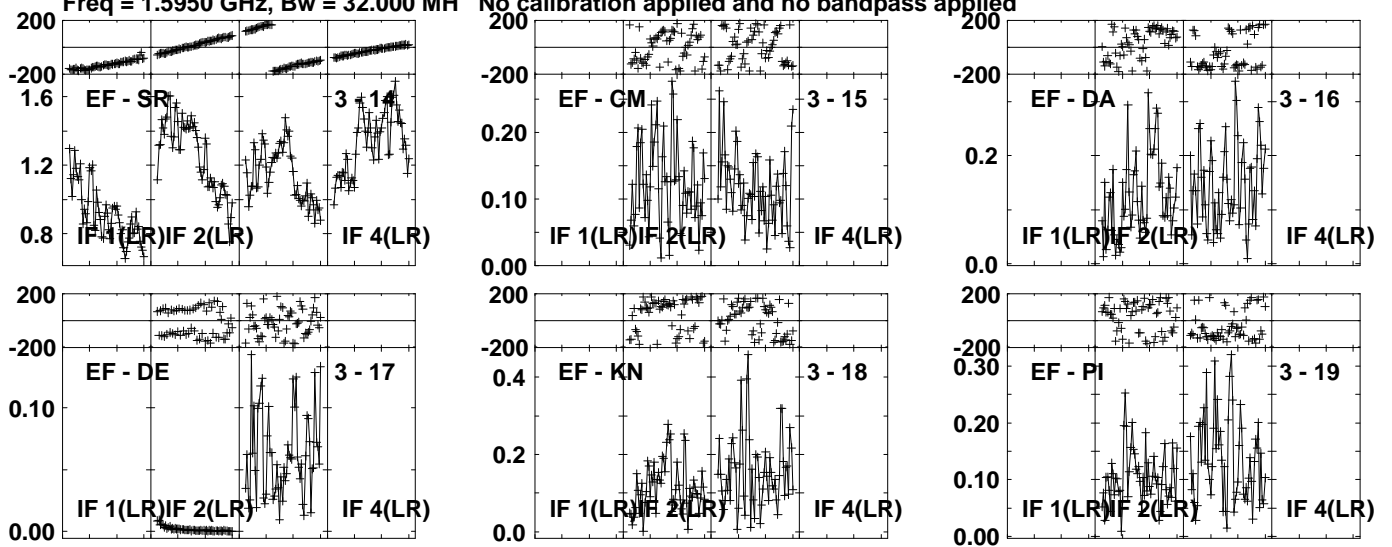 Freq = 1.5950 GHz, Bw = 32.000 MH No calibration applied and no bandpass applied
200
-200
1.6
1.2
0.8
EF - SR
3 - 14
IF 1(LR)
IF 2(LR)
IF 4(LR)
200
-200
0.20
0.10
0.00
EF - CM
3 - 15
IF 1(LR)
IF 2(LR)
IF 4(LR)
200
-200
0.2
0.0
EF - DA
3 - 16
IF 1(LR)
IF 2(LR)
IF 4(LR)
200
-200
0.10
0.00
EF - DE
3 - 17
IF 1(LR)
IF 2(LR)
IF 4(LR)
200
-200
0.4
0.2
0.0
EF - KN
3 - 18
IF 1(LR)
IF 2(LR)
IF 4(LR)
200
-200
0.30
0.20
0.10
0.00
EF - PI
3 - 19
IF 1(LR)
IF 2(LR)
IF 4(LR)